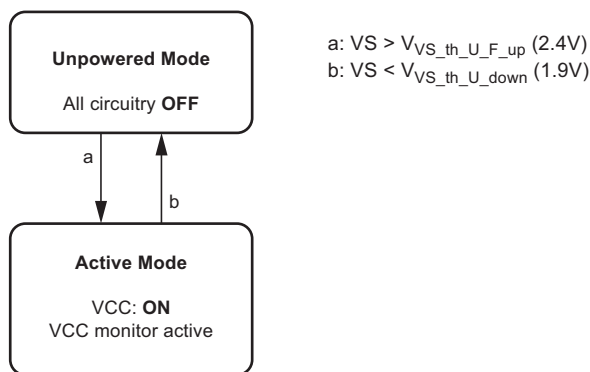 Unpowered Mode
All circuitry OFF
a: VS > VVS_th_U_F_up (2.4V)
b: VS < VVS_th_U_down (1.9V)
a
b
Active Mode
VCC: ON
VCC monitor active